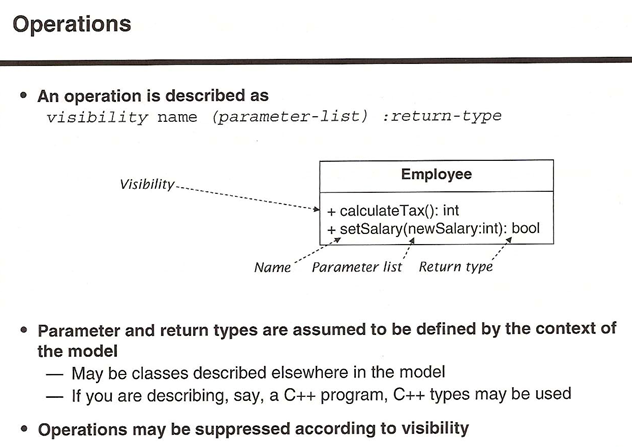 Operations
• An operation is described as
visibility name (parameter-list) :return-type
Employee
Visibility
+ calculateTax(): int
+ setSalary(newSalary:int): bool
Name Parameter list Return type
• Parameter and return types are assumed to be defined by the context of
the model
— May be classes described elsewhere in the model
— If you are describing, say, a C++ program, C++ types may be used
• Operations may be suppressed according to visibility